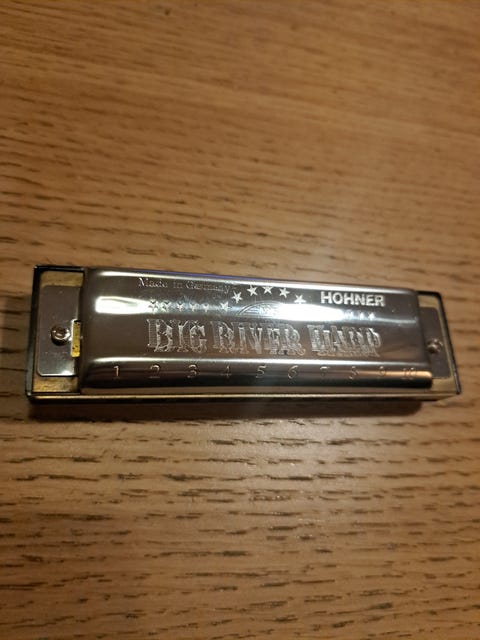 Made in Germany
HOHNER
BIG RIVER HARP
1 2 3 4 5 6 7 8 9 10